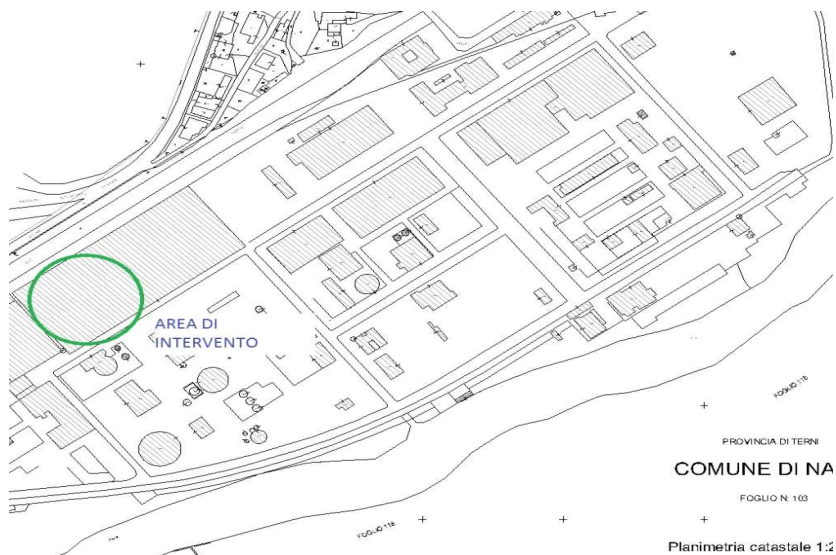 AREA DI
INTERVENTO
FOGLIO 118
PROVINCIA DI TERNI
COMUNE DI NA
FOGLIO N: 103
FOGLIO 118
Planimetria catastale 1:2